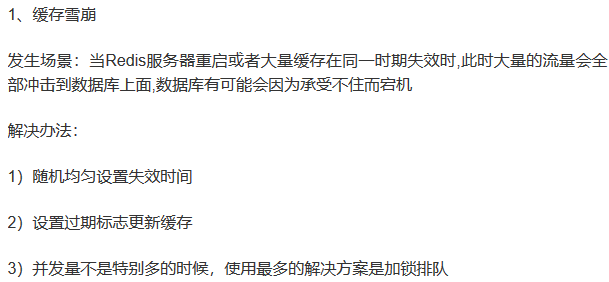 1、缓存雪崩
发生场景：当Redis服务器重启或者大量缓存在同一时期失效时,此时大量的流量会全
部冲击到数据库上面,数据库有可能会因为承受不住而宕机
解决办法：
1）随机均匀设置失效时间
2）设置过期标志更新缓存
3）并发量不是特别多的时候，使用最多的解决方案是加锁排队